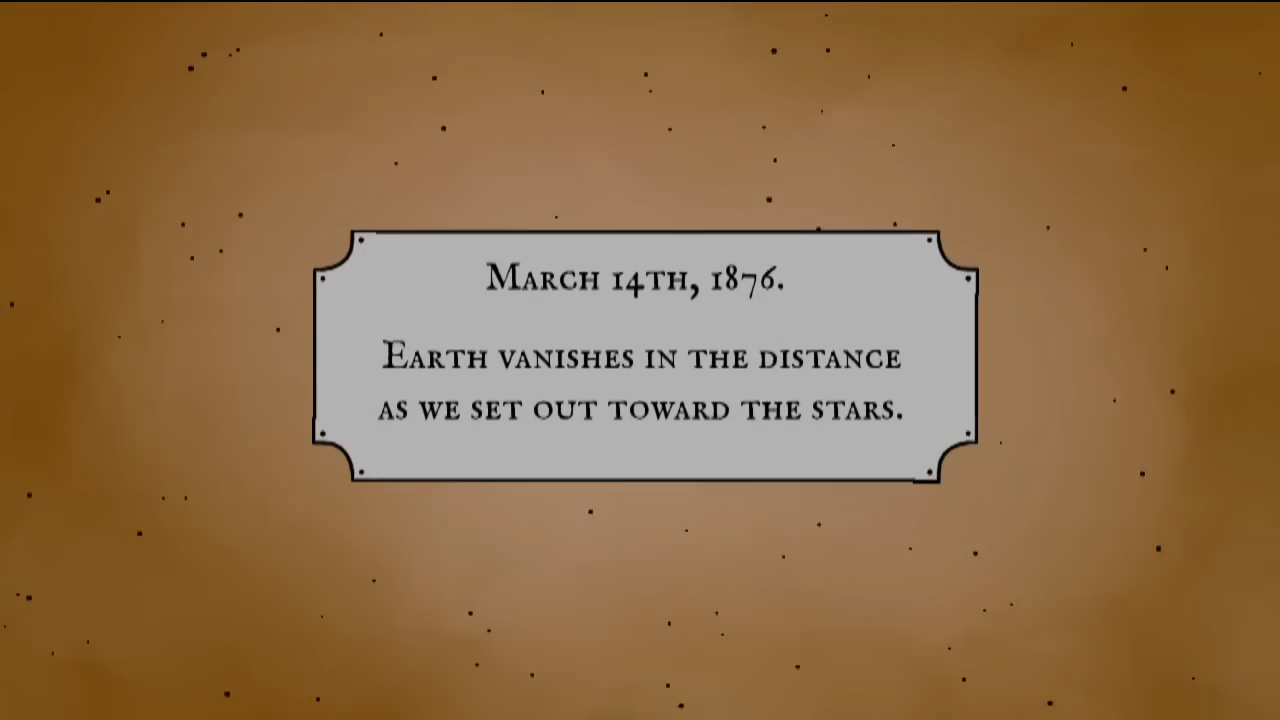 March 14th, 1876.
Earth vanishes in the distance
as we set out toward the stars.